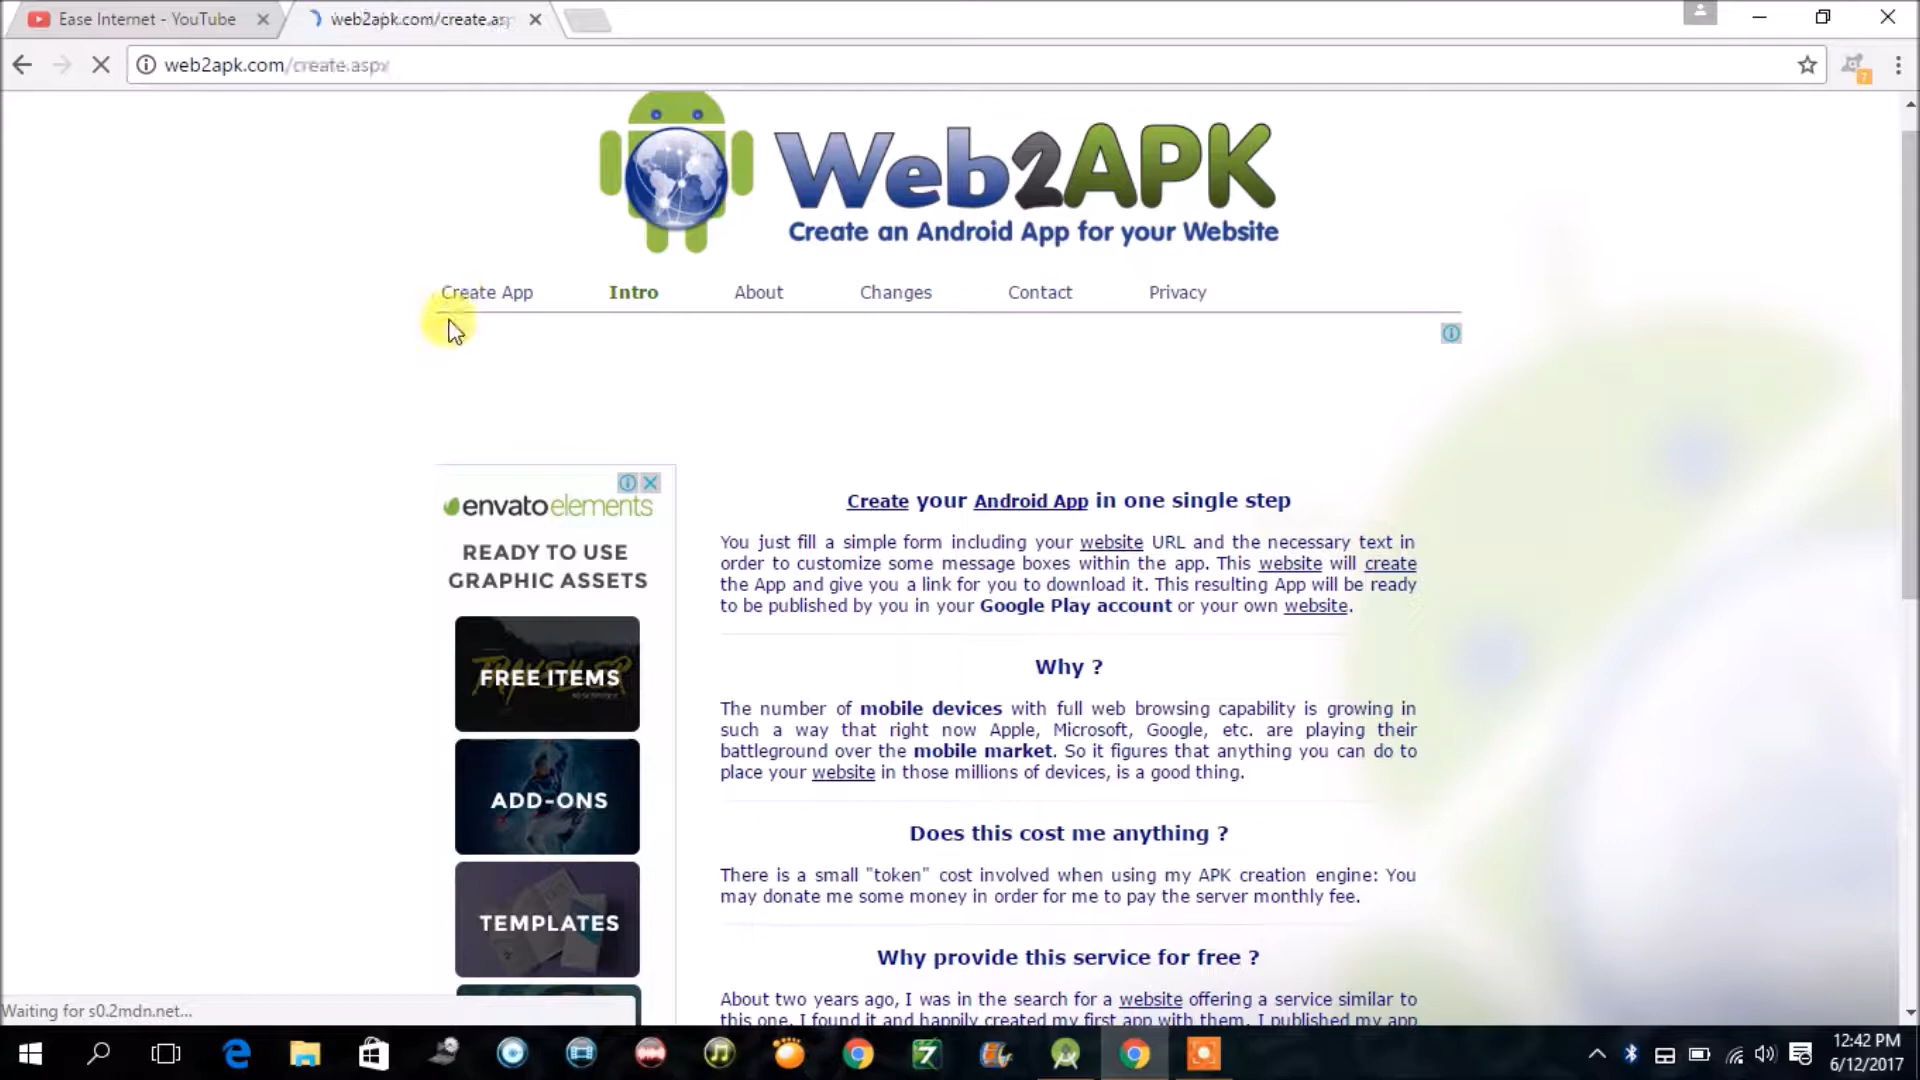 Ease Internet - YouTube
web2apk.com/create.asp
web2apk.com/create.aspx
Web2APK
Create an Android App for your Website
Create App Intro About Changes Contact Privacy
envato elements
READY TO USE
GRAPHIC ASSETS
FREE ITEMS
ADD-ONS
TEMPLATES
Create your Android App in one single step
You just fill a simple form including your website URL and the necessary text in
order to customize some message boxes within the app. This website will create
the App and give you a link for you to download it. This resulting App will be ready
to be published by you in your Google Play account or your own website.
Why ?
The number of mobile devices with full web browsing capability is growing in
such a way that right now Apple, Microsoft, Google, etc. are playing their
battleground over the mobile market. So it figures that anything you can do to
place your website in those millions of devices, is a good thing.
Does this cost me anything ?
There is a small "token" cost involved when using my APK creation engine: You
may donate me some money in order for me to pay the server monthly fee.
Why provide this service for free ?
About two years ago, I was in the search for a website offering a service similar to
this one. I found it and happily created my first app with them. I published my app
Waiting for s0.2mdn.net...
12:42 PM
6/12/2017